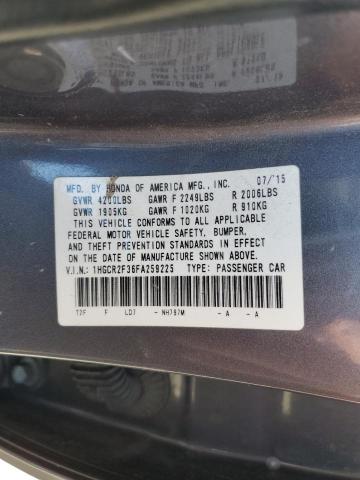 MFD. BY HONDA OF AMERICA MFG., INC. 07/15
GVWR 4200LBS GAWR F 2249LBS R 2006LBS
GVWR 1905KG GAWR F 1020KG R 910KG
THIS VEHICLE CONFORMS TO ALL APPLICABLE
FEDERAL MOTOR VEHICLE SAFETY, BUMPER,
AND THEFT PREVENTION STANDARDS IN EFFECT
ON THE DATE OF MANUFACTURE SHOWN ABOVE.
V.I.N.: 1HGCR2F36FA259225 TYPE: PASSENGER CAR
T2F F LD7 - NH797M - A - A